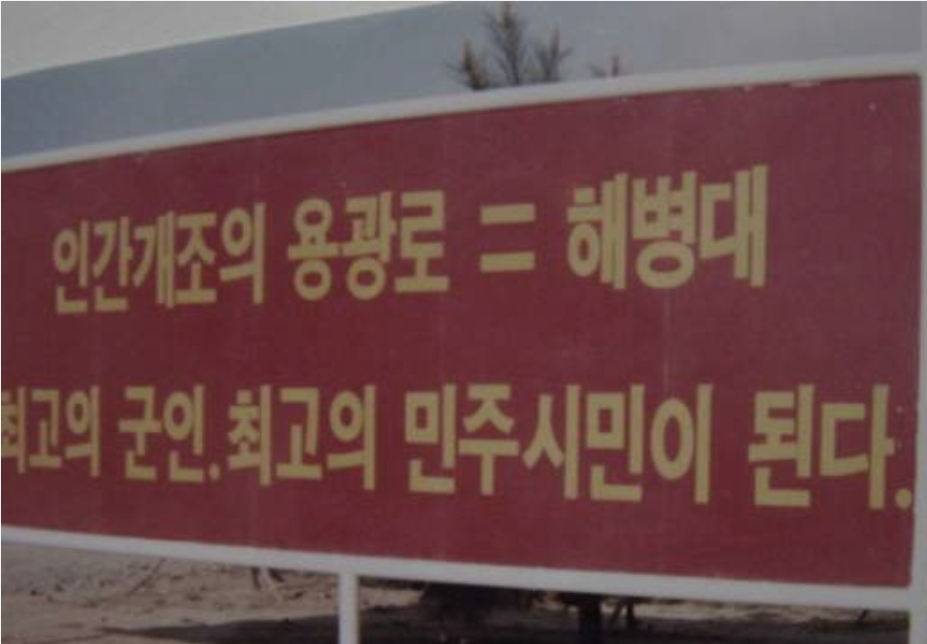 인간개조의 용광로 = 해병대
최고의 군인.최고의 민주시민이 된다.